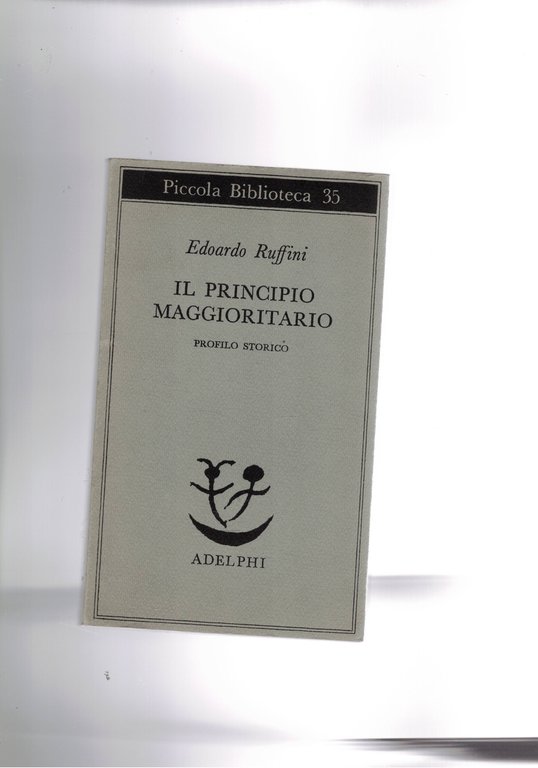 Piccola Biblioteca 35
Edoardo Ruffini
IL PRINCIPIO
MAGGIORITARIO
PROFILO STORICO
ADELPHI